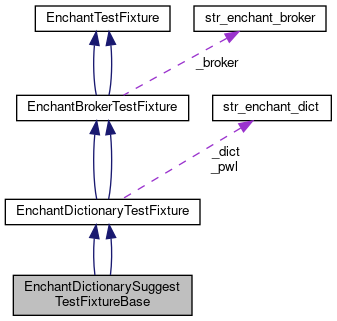 EnchantTestFixture
str_enchant_broker
_broker
EnchantBrokerTestFixture
str_enchant_dict
_dict
_pwl
EnchantDictionaryTestFixture
EnchantDictionarySuggest
TestFixtureBase